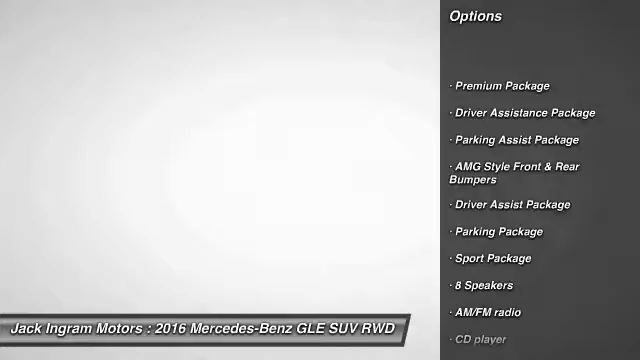 Options
· Premium Package
· Driver Assistance Package
· Parking Assist Package
· AMG Style Front & Rear
Bumpers
· Driver Assist Package
· Parking Package
· Sport Package
· 8 Speakers
· AM/FM radio
· CD player
Jack Ingram Motors : 2016 Mercedes-Benz GLE SUV RWD